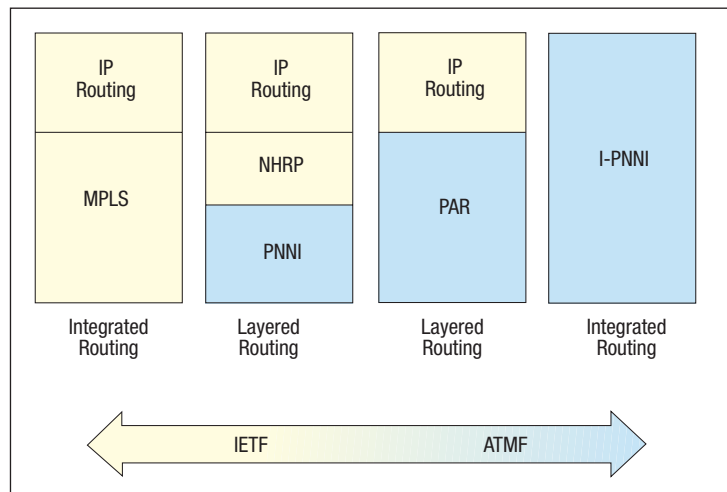 IP
Routing
MPLS
Integrated
Routing
IP
Routing
NHRP
PNNI
Layered
Routing
IP
Routing
PAR
Layered
Routing
I-PNNI
Integrated
Routing
IETF
ATMF